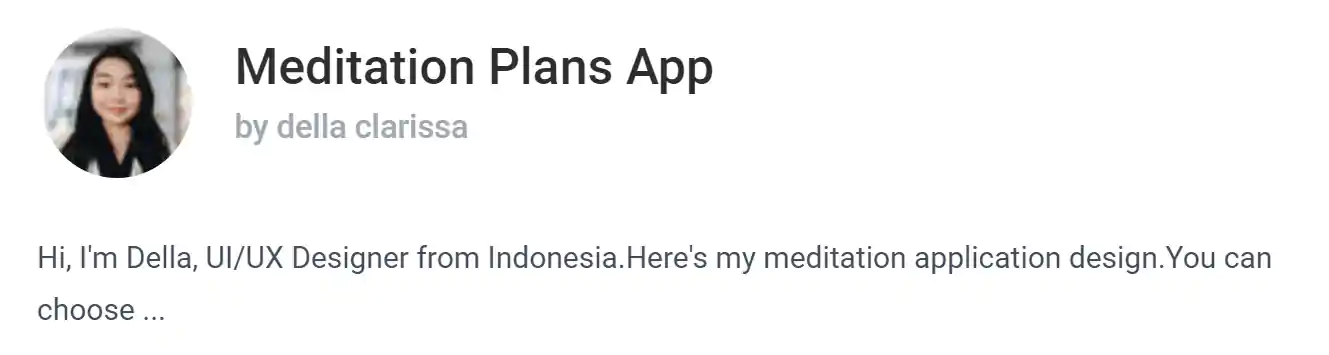 Meditation Plans App
by della clarissa
Hi, I'm Della, UI/UX Designer from Indonesia.Here's my meditation application design.You can
choose ...